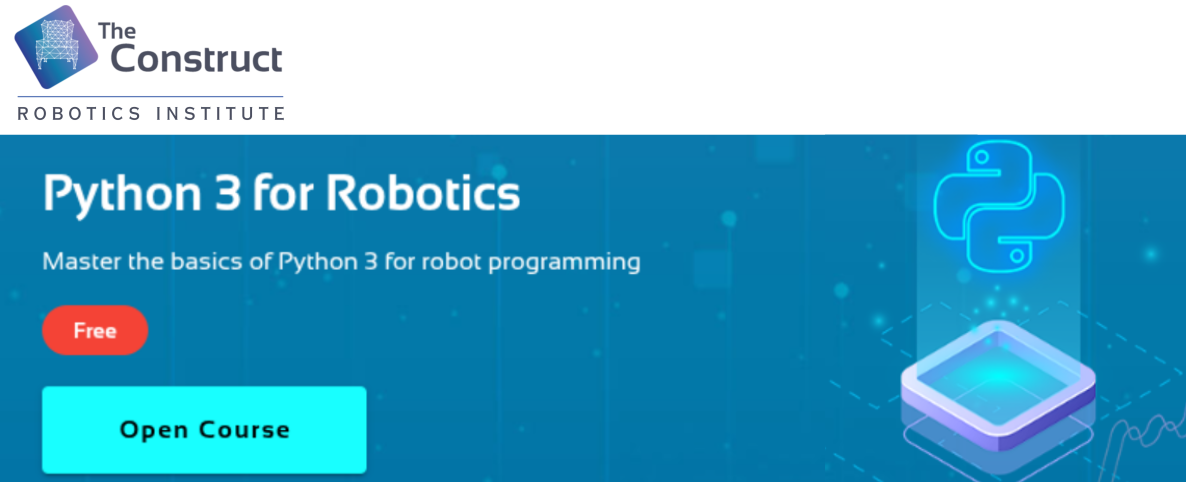 The
Construct
ROBOTICS INSTITUTE
Python 3 for Robotics
Master the basics of Python 3 for robot programming
Free
Open Course